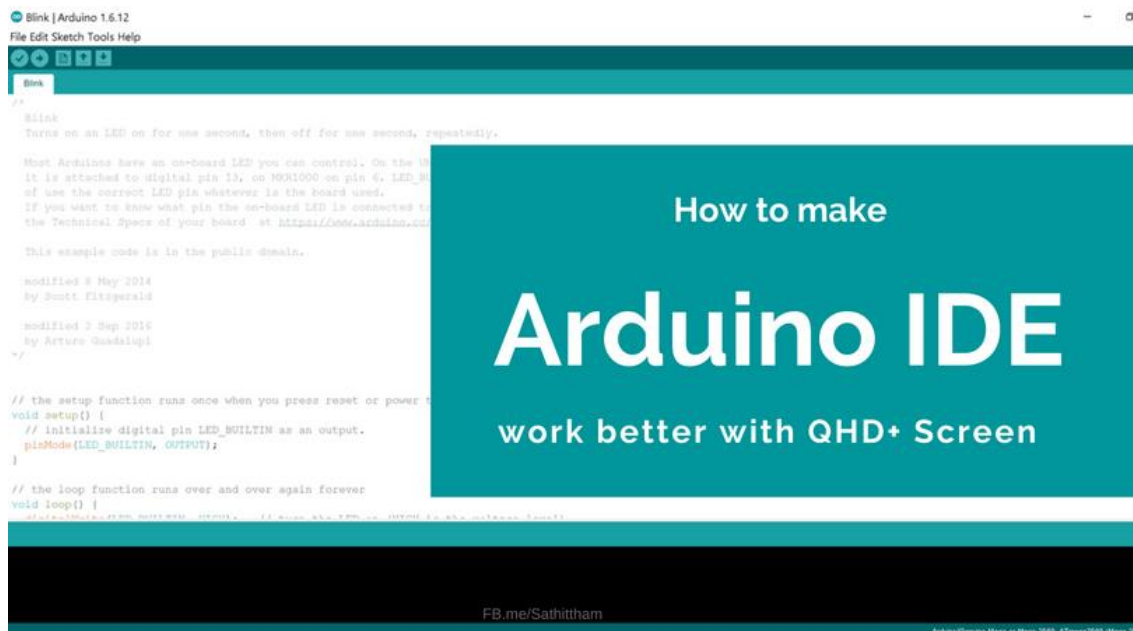 Blink | Arduino 1.6.12
File Edit Sketch Tools Help
Blink
/*
Blink
Turns on an LED on for one second, then off for one second, repeatedly.
Most Arduinos have an on-board LED you can control. On the
it is attached to digital pin 13, on MKR1000 on pin 6.
of use the correct LED pin whatever is the board used.
If you want to know what pin the on-board LED is connected to
the Technical Specs of your board at https://www.arduino.cc/
This example code is in the public domain.
modified 8 May 2014
by Scott Fitzgerald
modified 2 Sep 2016
by Arturo Guadalupi
*/
// the setup function runs once when you press reset or power
void setup() {
// initialize digital pin LED_BUILTIN as an output.
pinMode(LED_BUILTIN, OUTPUT);
}
// the loop function runs over and over again forever
void loop() {
How to make
Arduino IDE
work better with QHD+ Screen
FB.me/Sathittham